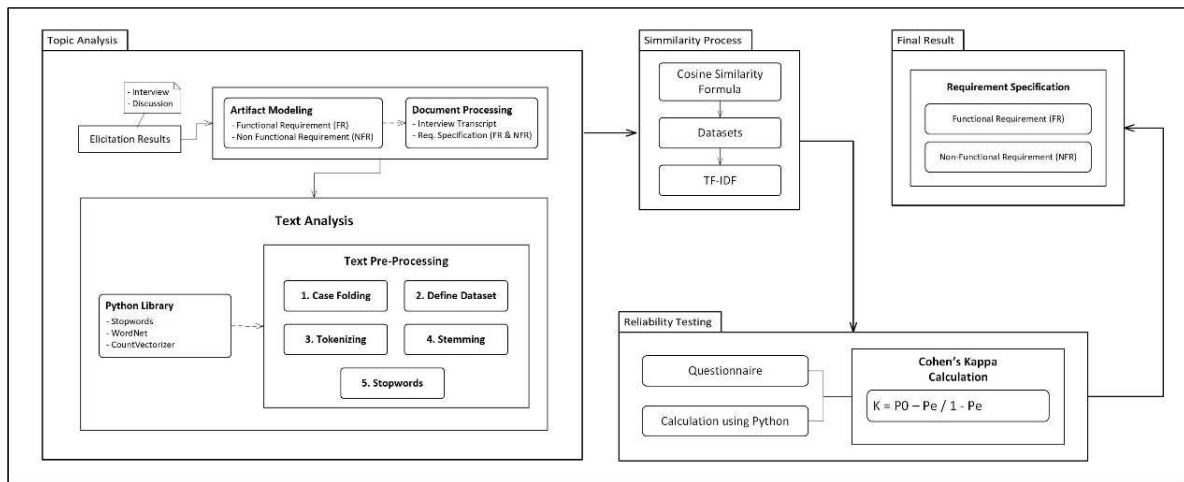 Topic Analysis
- Interview
- Discussion
Elicitation Results
Artifact Modeling
- Functional Requirement (FR)
- Non Functional Requirement (NFR)
Document Processing
- Interview Transcript
- Req. Specification (FR & NFR)
Text Analysis
Python Library
- Stopwords
- WordNet
- CountVectorizer
Text Pre-Processing
1. Case Folding
2. Define Dataset
3. Tokenizing
4. Stemming
5. Stopwords
Simmilarity Process
Cosine Similarity
Formula
Datasets
TF-IDF
Final Result
Requirement Specification
Functional Requirement (FR)
Non-Functional Requirement (NFR)
Reliability Testing
Questionnaire
Calculation using Python
Cohen's Kappa
Calculation
K = P0 – Pe / 1 - Pe